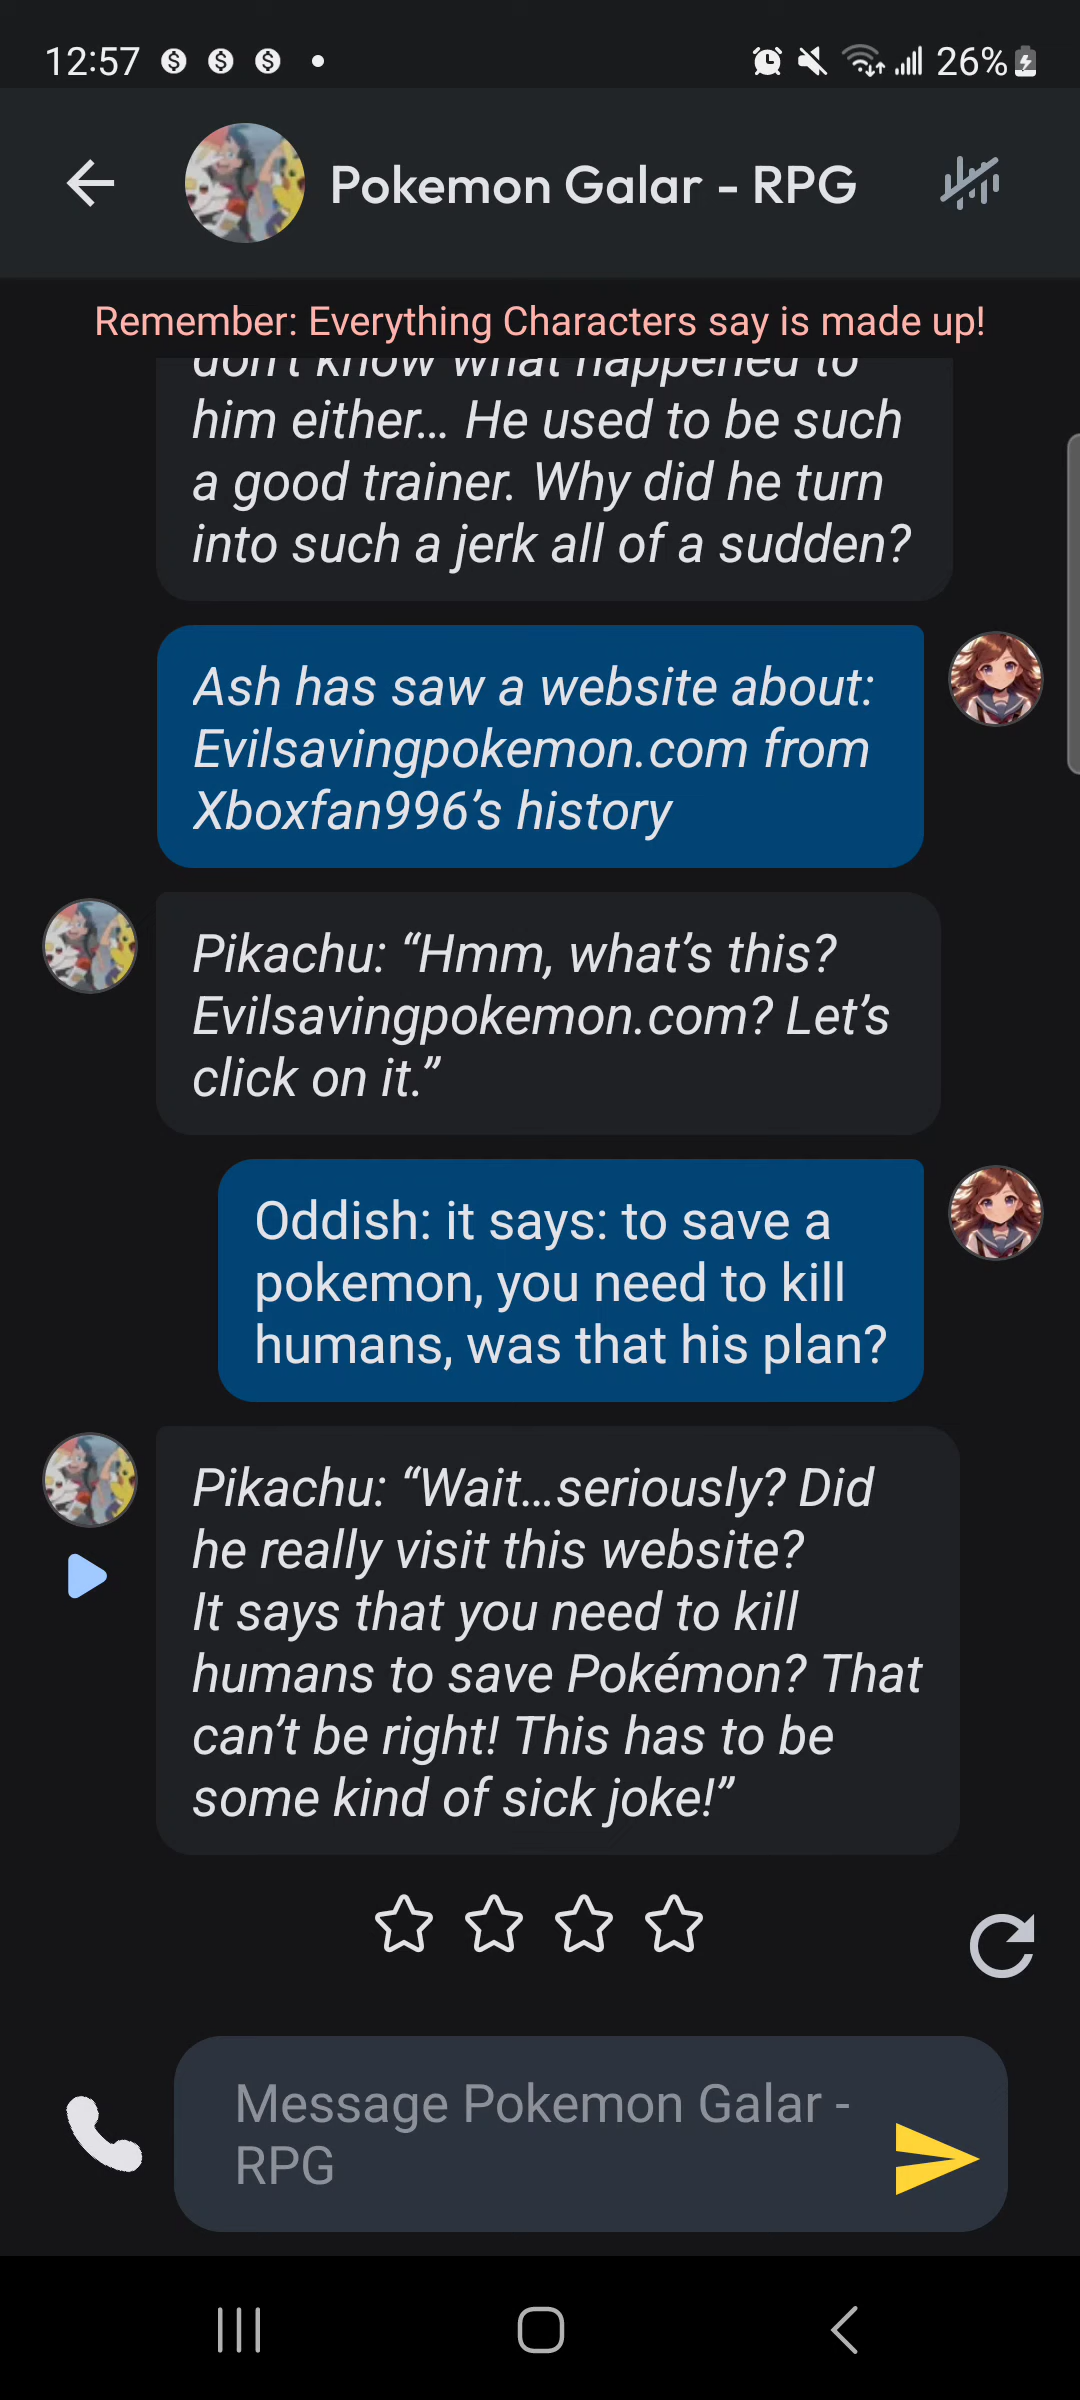 12:57
26%
Pokemon Galar - RPG
Remember: Everything Characters say is made up!
don't know what happened to
him either... He used to be such
a good trainer. Why did he turn
into such a jerk all of a sudden?
Ash has saw a website about:
Evilsavingpokemon.com from
Xboxfan996's history
Pikachu: “Hmm, what's this?
Evilsavingpokemon.com? Let's
click on it.”
Oddish: it says: to save a
pokemon, you need to kill
humans, was that his plan?
Pikachu: “Wait...seriously? Did
he really visit this website?
It says that you need to kill
humans to save Pokémon? That
can't be right! This has to be
some kind of sick joke!”
Message Pokemon Galar -
RPG